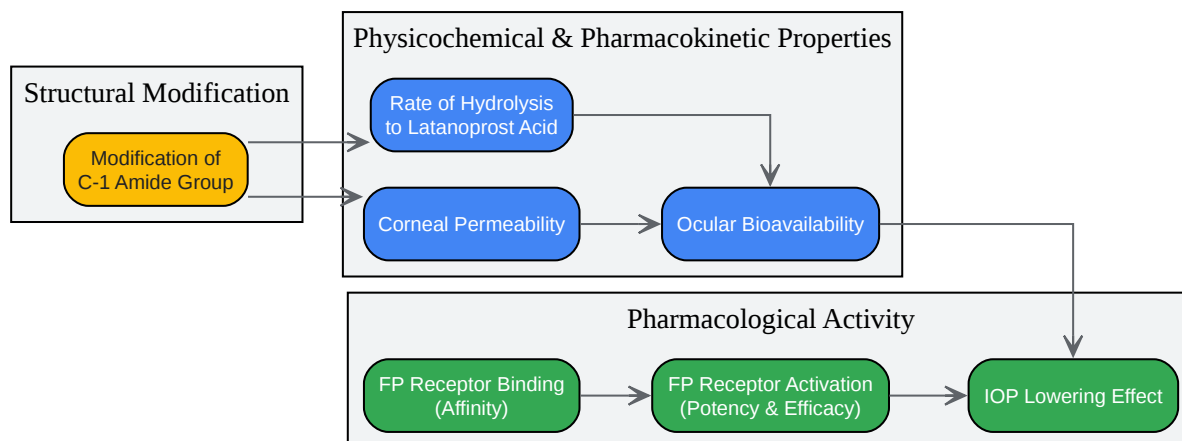 Structural Modification
Modification of
C-1 Amide Group
Physicochemical & Pharmacokinetic Properties
Rate of Hydrolysis
to Latanoprost Acid
Corneal Permeability
Ocular Bioavailability
Pharmacological Activity
FP Receptor Binding
(Affinity)
FP Receptor Activation
(Potency & Efficacy)
IOP Lowering Effect